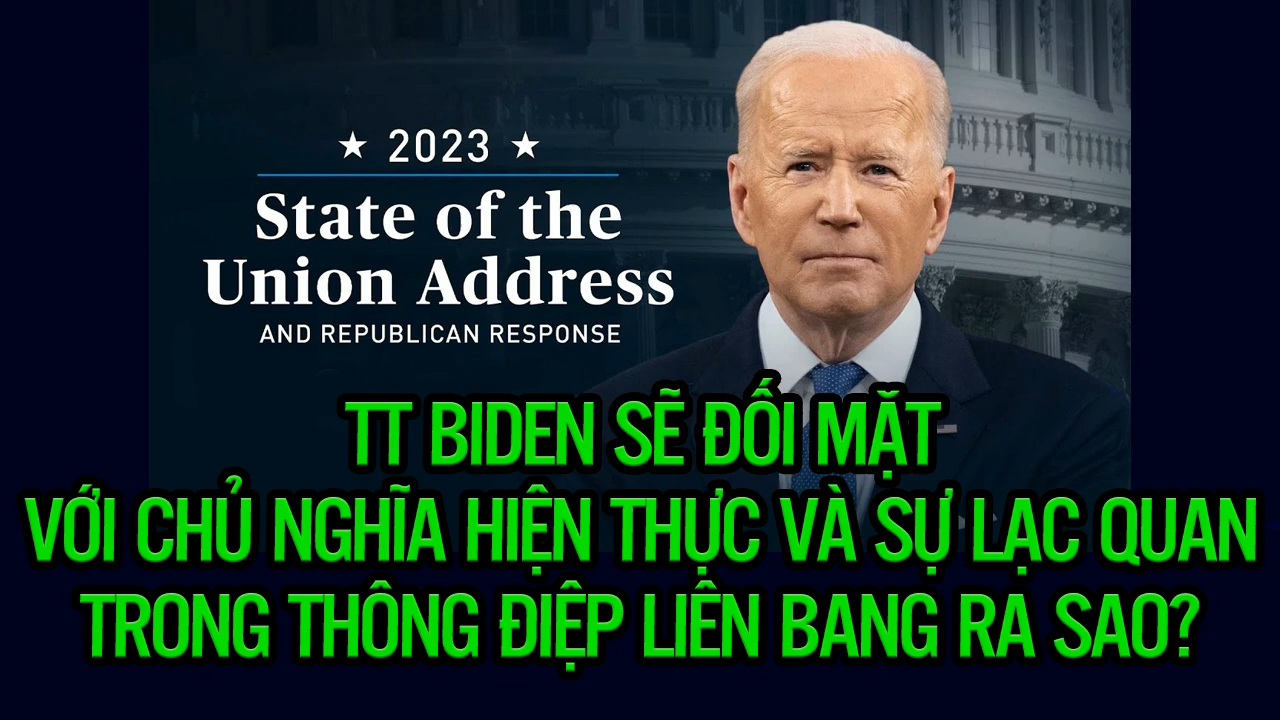 ★ 2023 ★
State of the
Union Address
AND REPUBLICAN RESPONSE
TT BIDEN SẼ ĐỐI MẶT
VỚI CHỦ NGHĨA HIỆN THỰC VÀ SỰ LẠC QUAN
TRONG THÔNG ĐIỆP LIÊN BANG RA SAO?